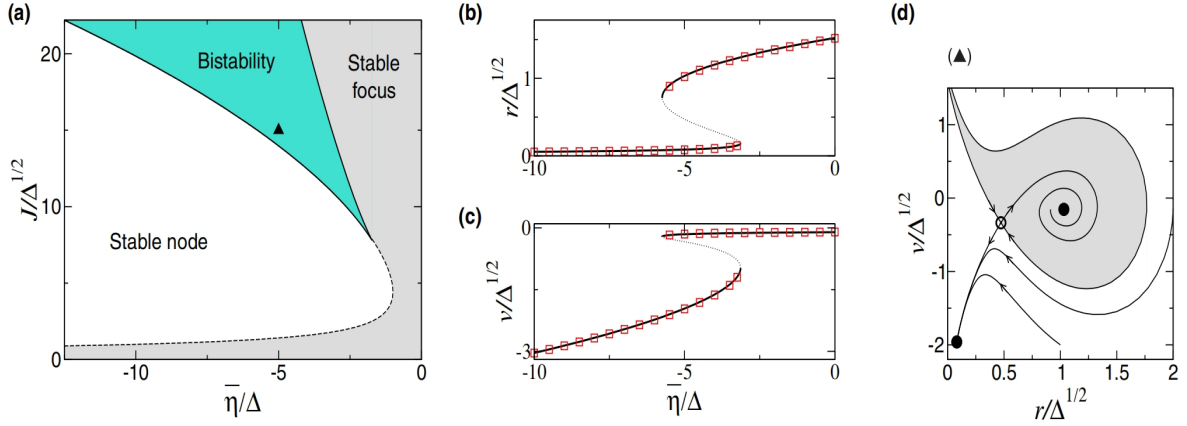 (a)
20
10
0
J/Δ^{1/2}
Bistability
Stable
focus
Stable node
-10
-5
0
η̅/Δ
(b)
r/Δ^{1/2}
1
0
-10
-5
0
(c)
v/Δ^{1/2}
0
-3
-10
-5
0
η̅/Δ
(d)
(▲)
v/Δ^{1/2}
1
0
-1
-2
0
0.5
1
1.5
2
r/Δ^{1/2}